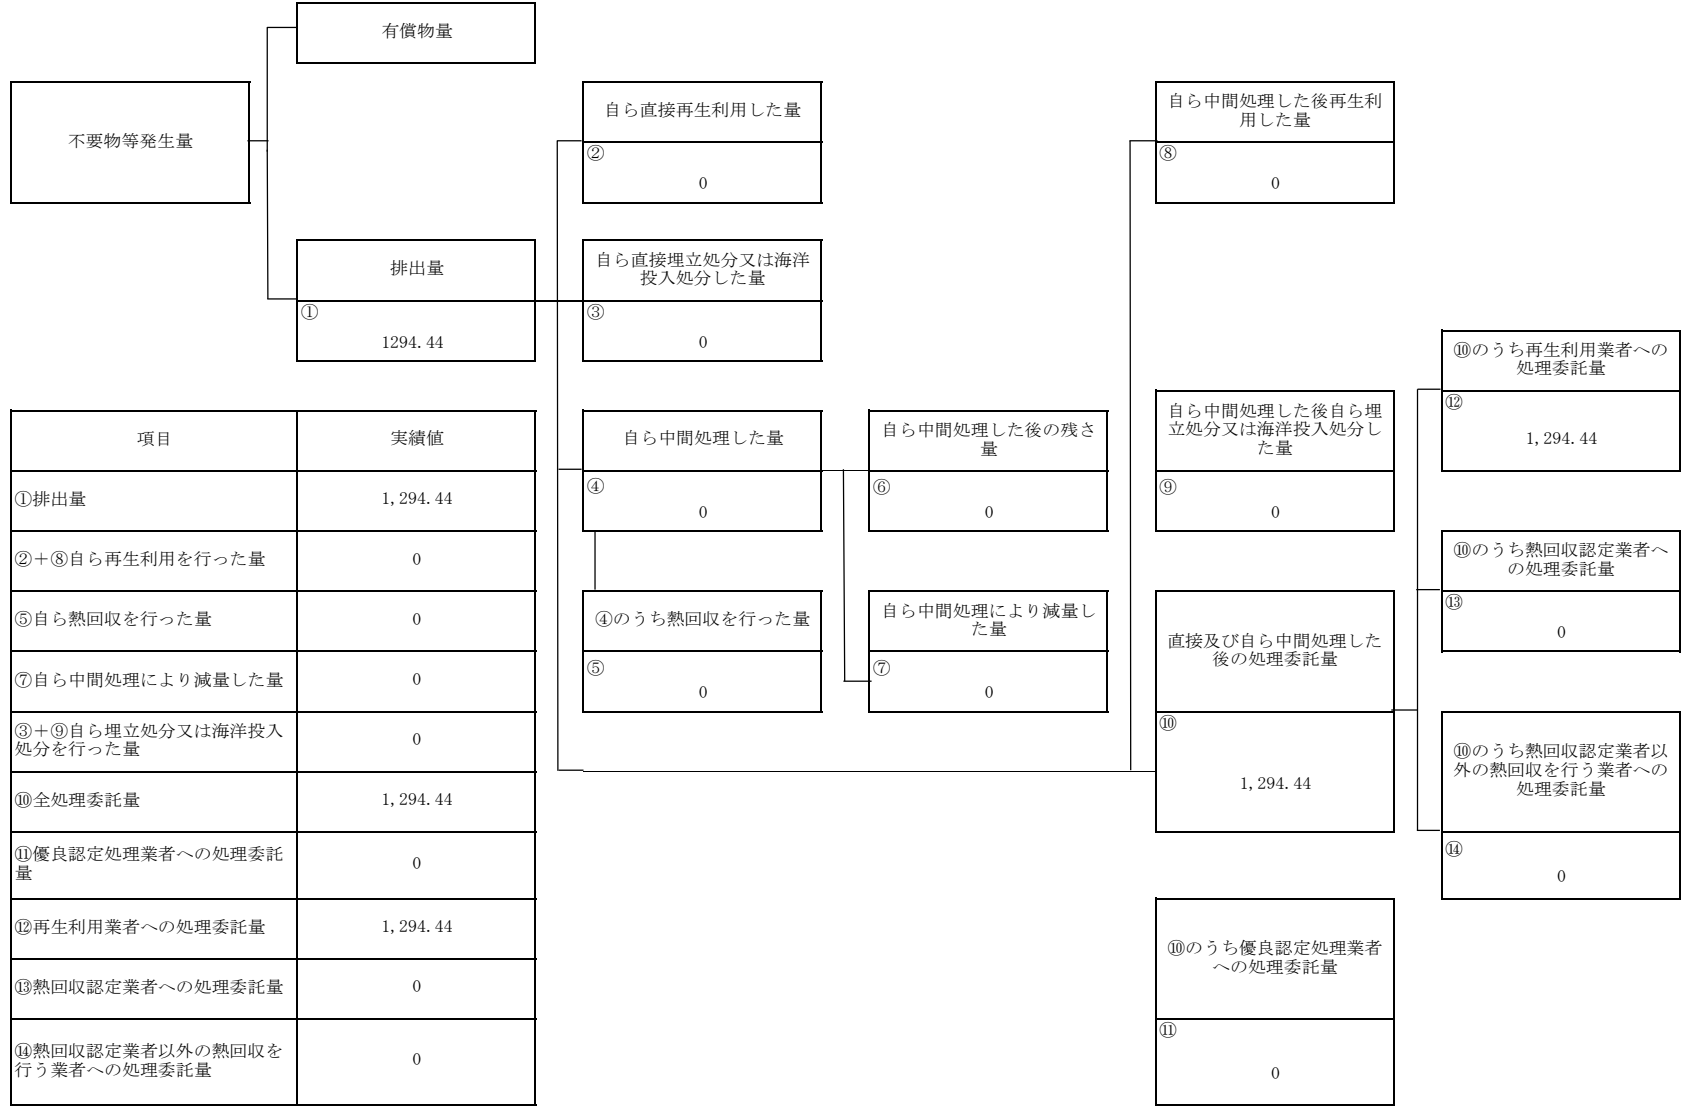 有償物量
不要物等発生量
自ら直接再生利用した量
②
0
自ら中間処理した後再生利
用した量
⑧
0
排出量
①
1294.44
自ら直接埋立処分又は海洋
投入処分した量
③
0
⑩のうち再生利用業者への
処理委託量
⑫
1,294.44
項目
実績値
①排出量
1,294.44
②+⑧自ら再生利用を行った量
0
⑤自ら熱回収を行った量
0
⑦自ら中間処理により減量した量
0
③+⑨自ら埋立処分又は海洋投入
処分を行った量
0
⑩全処理委託量
1,294.44
⑪優良認定処理業者への処理委託
量
0
⑫再生利用業者への処理委託量
1,294.44
⑬熱回収認定業者への処理委託量
0
⑭熱回収認定業者以外の熱回収を
行う業者への処理委託量
0
自ら中間処理した量
④
0
自ら中間処理した後の残さ
量
⑥
0
自ら中間処理した後自ら埋
立処分又は海洋投入処分し
た量
⑨
0
⑩のうち熱回収認定業者へ
の処理委託量
⑬
0
④のうち熱回収を行った量
⑤
0
自ら中間処理により減量し
た量
⑦
0
直接及び自ら中間処理した
後の処理委託量
⑩
1,294.44
⑩のうち熱回収認定業者以
外の熱回収を行う業者への
処理委託量
⑭
0
⑩のうち優良認定処理業者
への処理委託量
⑪
0